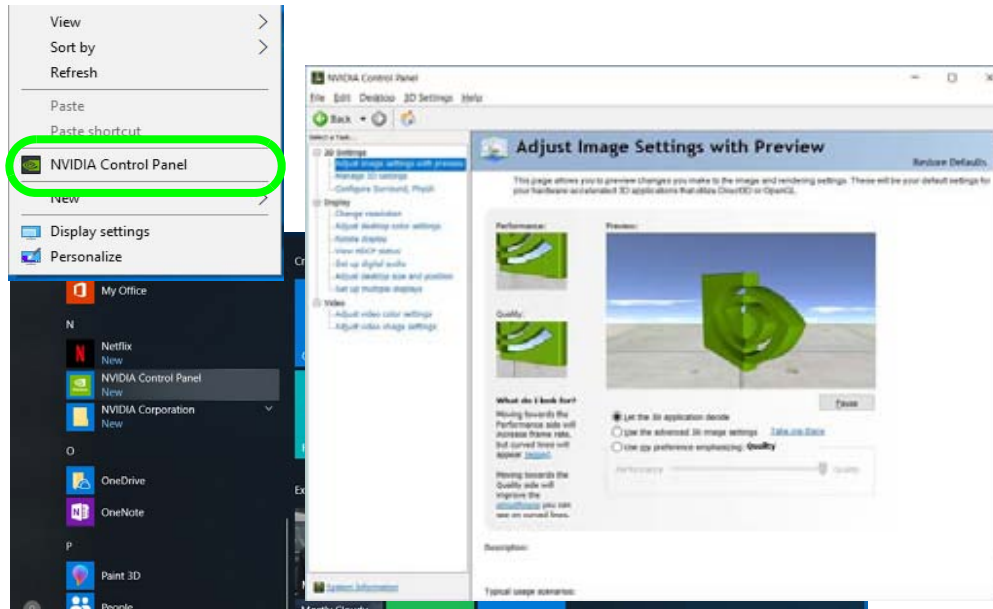 View
Sort by
Refresh
Paste
Paste shortcut
NVIDIA Control Panel
New
Display settings
Personalize
My Office
N
Netflix
New
NVIDIA Control Panel
New
NVIDIA Corporation
New
O
OneDrive
OneNote
P
Paint 3D
People
NVIDIA Control Panel
File Edit Desktop 3D Settings Help
Back
Select a Task...
3D Settings
Adjust image settings with preview
Manage 3D settings
Configure Surround, PhysX
Display
Change resolution
Adjust desktop color settings
Rotate display
View HDCP status
Set up digital audio
Adjust desktop size and position
Set up multiple displays
Video
Adjust video color settings
Adjust video image settings
System Information
Adjust Image Settings with Preview
Restore Defaults
This page allows you to preview changes you make to the image and rendering settings. These will be your default settings for
your hardware accelerated 3D applications that utilize Direct3D or OpenGL.
Performance:
Preview:
Quality:
What do I look for?
Moving towards the
Performance side will
increase frame rate,
but curved lines will
appear jagged.
Moving towards the
Quality side will
improve the
smoothness you can
see on curved lines.
Pause
Let the 3D application decide
Use the advanced 3D image settings Take me there
Use my preference emphasizing: Quality
Performance Quality
Description:
Typical usage scenarios:
Mostly Cloudy